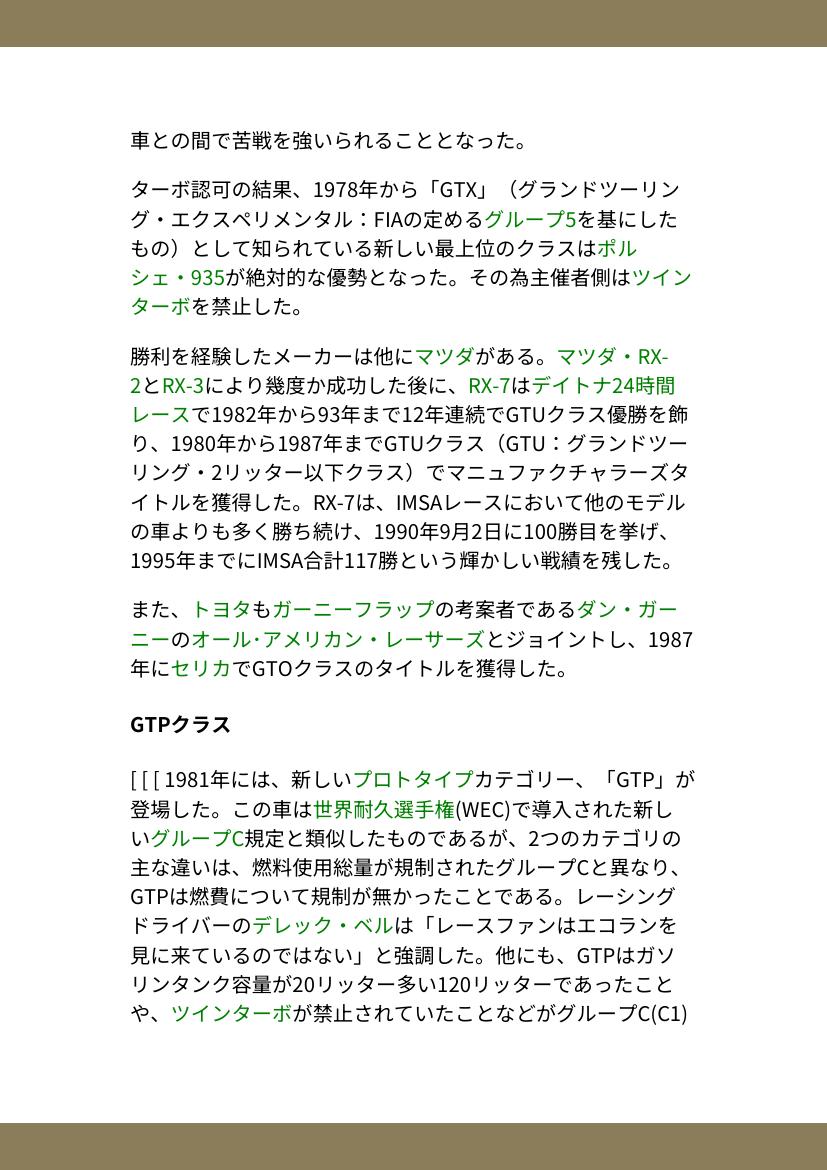 車との間で苦戦を強いられることとなった。
ターボ認可の結果、1978年から「GTX」（グランドツーリン
グ・エクスペリメンタル：FIAの定めるグループ5を基にした
もの）として知られている新しい最上位のクラスはポル
シェ・935が絶対的な優勢となった。その為主催者側はツイン
ターボを禁止した。
勝利を経験したメーカーは他にマツダがある。マツダ・RX-
2とRX-3により幾度か成功した後に、RX-7はデイトナ24時間
レースで1982年から93年まで12年連続でGTUクラス優勝を飾
り、1980年から1987年までGTUクラス（GTU：グランドツー
リング・2リッター以下クラス）でマニュファクチャラーズタ
イトルを獲得した。RX-7は、IMSAレースにおいて他のモデル
の車よりも多く勝ち続け、1990年9月2日に100勝目を挙げ、
1995年までにIMSA合計117勝という輝かしい戦績を残した。
また、トヨタもガーニーフラップの考案者であるダン・ガー
ニーのオール･アメリカン・レーサーズとジョイントし、1987
年にセリカでGTOクラスのタイトルを獲得した。
GTPクラス
[ [ [ 1981年には、新しいプロトタイプカテゴリー、「GTP」が
登場した。この車は世界耐久選手権(WEC)で導入された新し
いグループC規定と類似したものであるが、2つのカテゴリの
主な違いは、燃料使用総量が規制されたグループCと異なり、
GTPは燃費について規制が無かったことである。レーシング
ドライバーのデレック・ベルは「レースファンはエコランを
見に来ているのではない」と強調した。他にも、GTPはガソ
リンタンク容量が20リッター多い120リッターであったこと
や、ツインターボが禁止されていたことなどがグループC(C1)